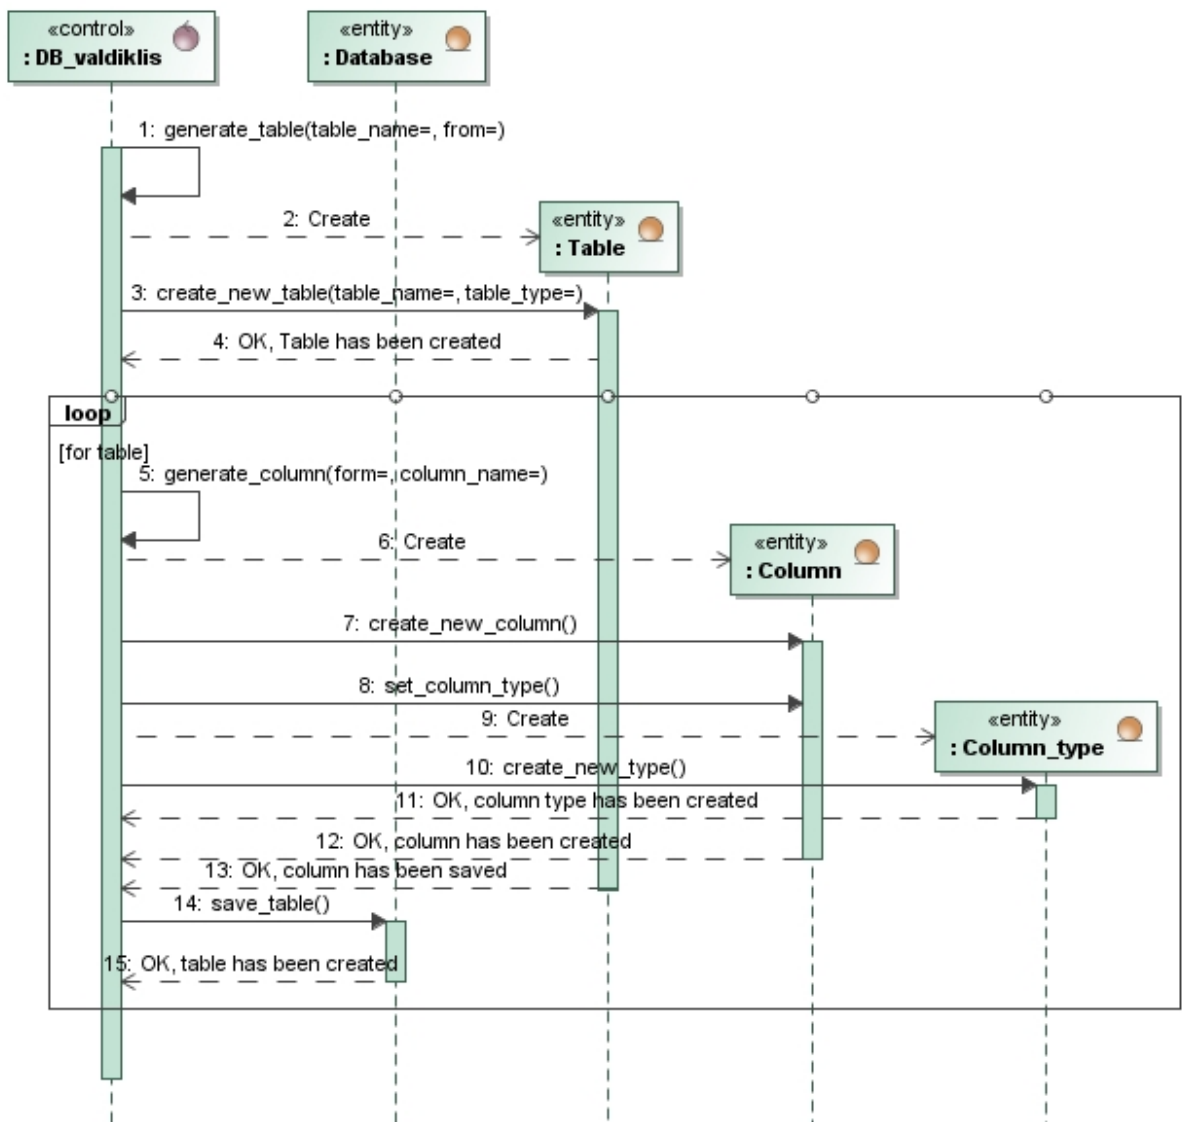 «control»
: DB_valdiklis
«entity»
: Database
1: generate_table(table_name=, from=)
2: Create
«entity»
: Table
3: create_new_table(table_name=, table_type=)
4: OK, Table has been created
loop
[for table]
5: generate_column(form=, column_name=)
6: Create
«entity»
: Column
7: create_new_column()
8: set_column_type()
9: Create
«entity»
: Column_type
10: create_new_type()
11: OK, column type has been created
12: OK, column has been created
13: OK, column has been saved
14: save_table()
15: OK, table has been created